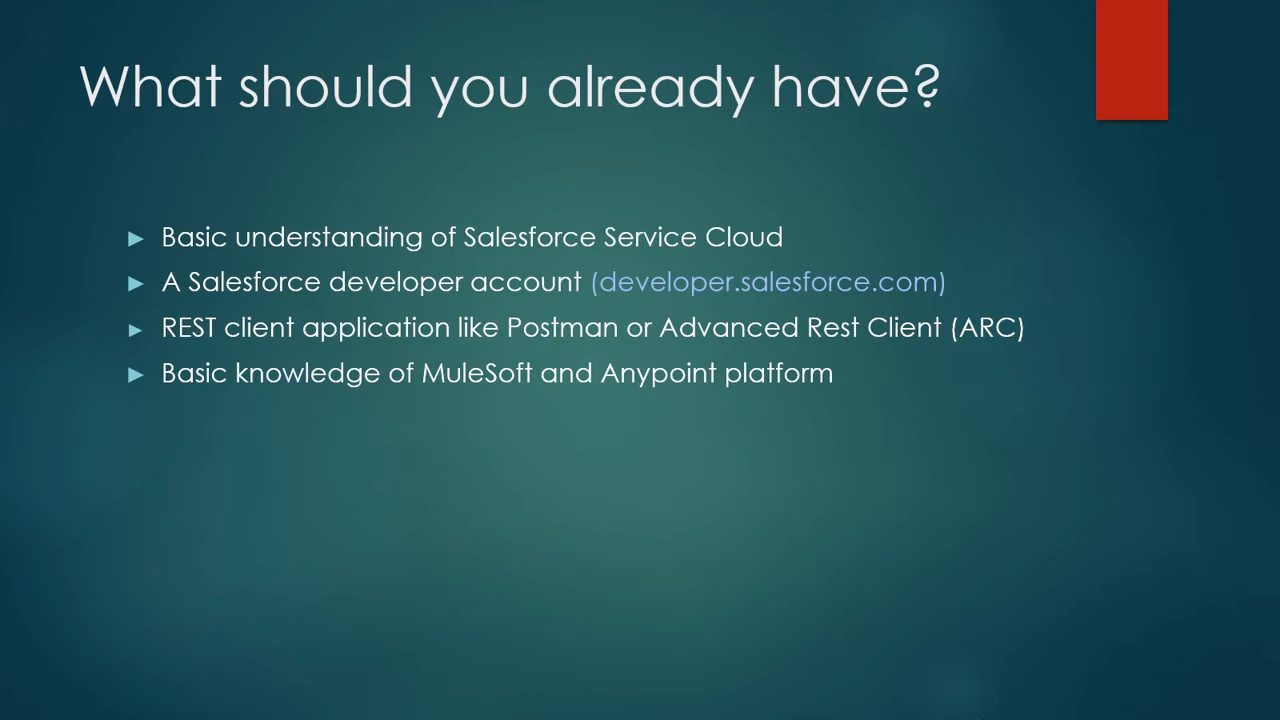 What should you already have?
► Basic understanding of Salesforce Service Cloud
► A Salesforce developer account (developer.salesforce.com)
► REST client application like Postman or Advanced Rest Client (ARC)
► Basic knowledge of MuleSoft and Anypoint platform